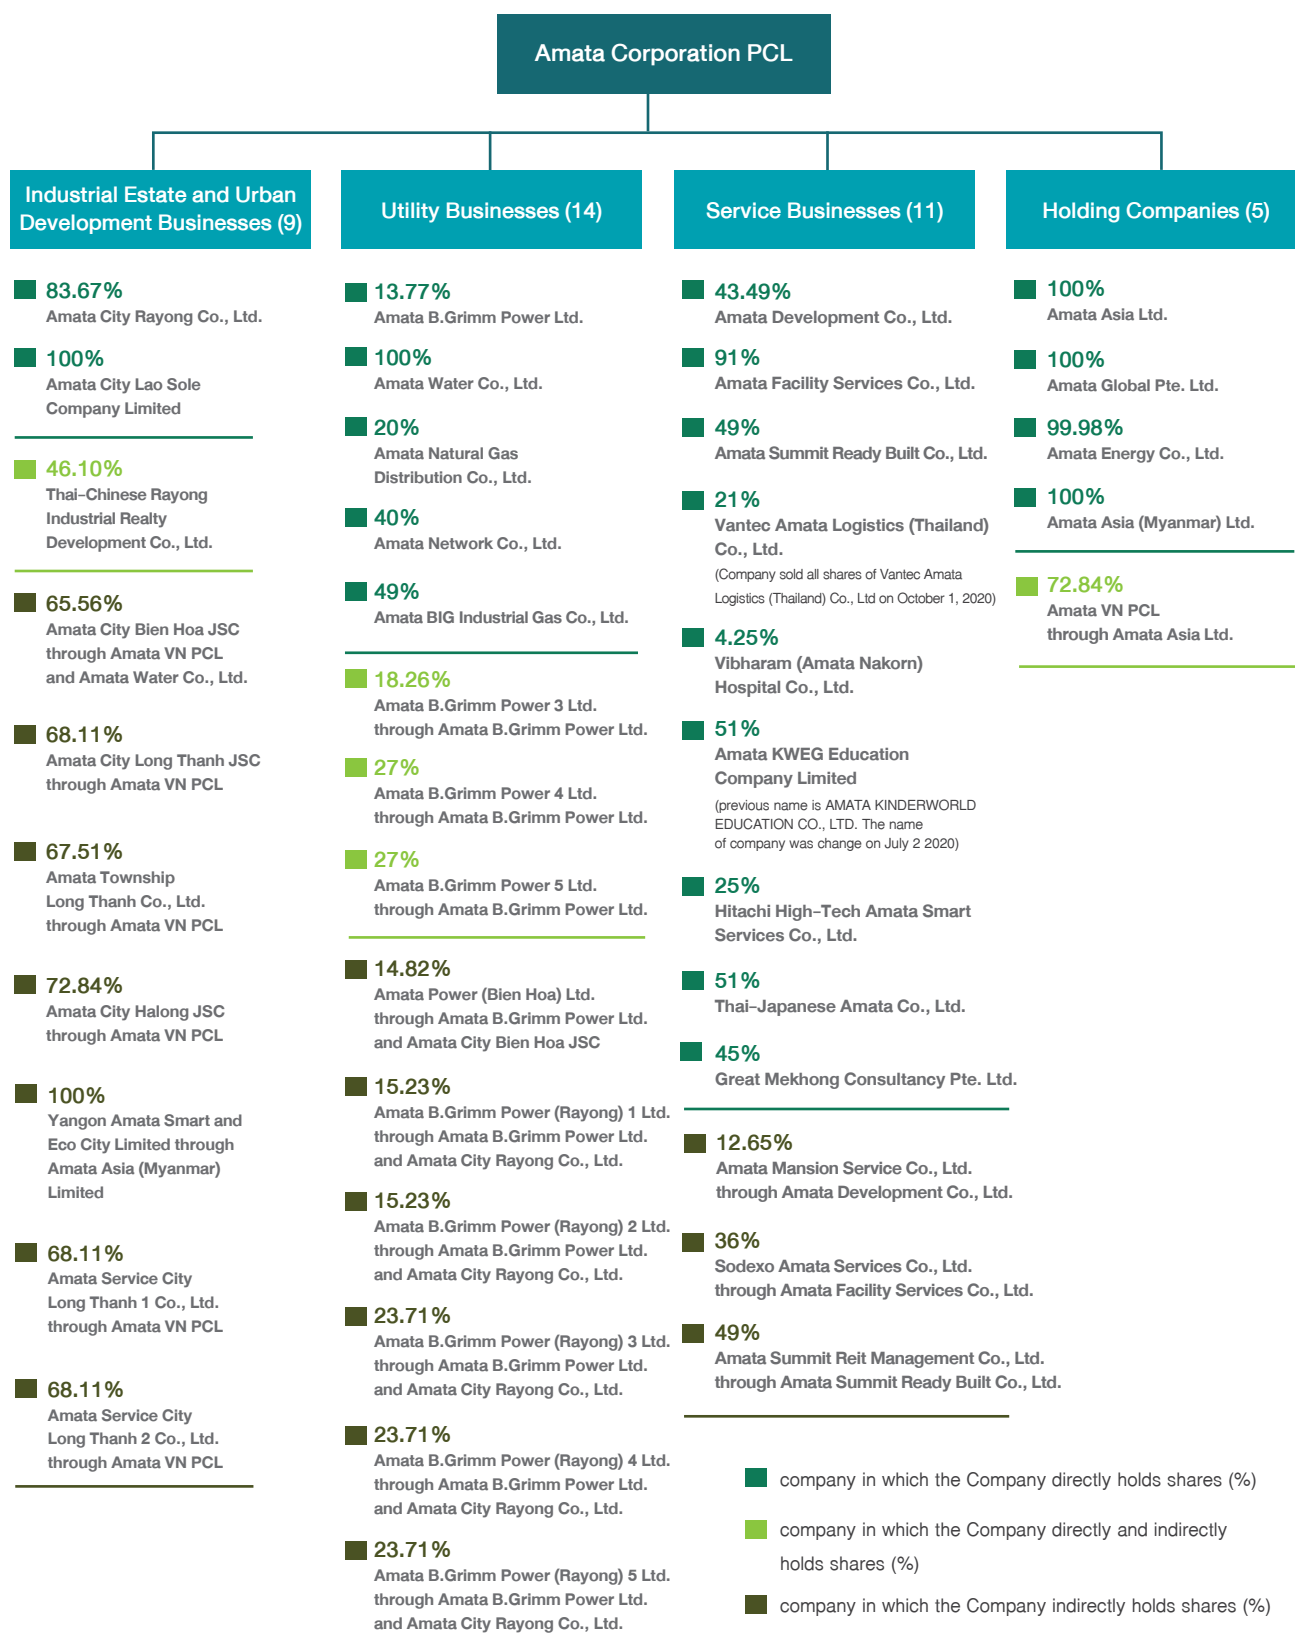 Amata Corporation PCL
Industrial Estate and Urban
Development Businesses (9)
83.67%
Amata City Rayong Co., Ltd.
100%
Amata City Lao Sole
Company Limited
46.10%
Thai-Chinese Rayong
Industrial Realty
Development Co., Ltd.
65.56%
Amata City Bien Hoa JSC
through Amata VN PCL
and Amata Water Co., Ltd.
68.11%
Amata City Long Thanh JSC
through Amata VN PCL
67.51%
Amata Township
Long Thanh Co., Ltd.
through Amata VN PCL
72.84%
Amata City Halong JSC
through Amata VN PCL
100%
Yangon Amata Smart and
Eco City Limited through
Amata Asia (Myanmar)
Limited
68.11%
Amata Service City
Long Thanh 1 Co., Ltd.
through Amata VN PCL
68.11%
Amata Service City
Long Thanh 2 Co., Ltd.
through Amata VN PCL
Utility Businesses (14)
13.77%
Amata B.Grimm Power Ltd.
100%
Amata Water Co., Ltd.
20%
Amata Natural Gas
Distribution Co., Ltd.
40%
Amata Network Co., Ltd.
49%
Amata BIG Industrial Gas Co., Ltd.
18.26%
Amata B.Grimm Power 3 Ltd.
through Amata B.Grimm Power Ltd.
27%
Amata B.Grimm Power 4 Ltd.
through Amata B.Grimm Power Ltd.
27%
Amata B.Grimm Power 5 Ltd.
through Amata B.Grimm Power Ltd.
14.82%
Amata Power (Bien Hoa) Ltd.
through Amata B.Grimm Power Ltd.
and Amata City Bien Hoa JSC
15.23%
Amata B.Grimm Power (Rayong) 1 Ltd.
through Amata B.Grimm Power Ltd.
and Amata City Rayong Co., Ltd.
15.23%
Amata B.Grimm Power (Rayong) 2 Ltd.
through Amata B.Grimm Power Ltd.
and Amata City Rayong Co., Ltd.
23.71%
Amata B.Grimm Power (Rayong) 3 Ltd.
through Amata B.Grimm Power Ltd.
and Amata City Rayong Co., Ltd.
23.71%
Amata B.Grimm Power (Rayong) 4 Ltd.
through Amata B.Grimm Power Ltd.
and Amata City Rayong Co., Ltd.
23.71%
Amata B.Grimm Power (Rayong) 5 Ltd.
through Amata B.Grimm Power Ltd.
and Amata City Rayong Co., Ltd.
Service Businesses (11)
43.49%
Amata Development Co., Ltd.
91%
Amata Facility Services Co., Ltd.
49%
Amata Summit Ready Built Co., Ltd.
21%
Vantec Amata Logistics (Thailand)
Co., Ltd.
(Company sold all shares of Vantec Amata
Logistics (Thailand) Co., Ltd on October 1, 2020)
4.25%
Vibharam (Amata Nakorn)
Hospital Co., Ltd.
51%
Amata KWEG Education
Company Limited
(previous name is AMATA KINDERWORLD
EDUCATION CO., LTD. The name
of company was change on July 2 2020)
25%
Hitachi High-Tech Amata Smart
Services Co., Ltd.
51%
Thai-Japanese Amata Co., Ltd.
45%
Great Mekhong Consultancy Pte. Ltd.
12.65%
Amata Mansion Service Co., Ltd.
through Amata Development Co., Ltd.
36%
Sodexo Amata Services Co., Ltd.
through Amata Facility Services Co., Ltd.
49%
Amata Summit Reit Management Co., Ltd.
through Amata Summit Ready Built Co., Ltd.
Holding Companies (5)
100%
Amata Asia Ltd.
100%
Amata Global Pte. Ltd.
99.98%
Amata Energy Co., Ltd.
100%
Amata Asia (Myanmar) Ltd.
72.84%
Amata VN PCL
through Amata Asia Ltd.
company in which the Company directly holds shares (%)
company in which the Company directly and indirectly
holds shares (%)
company in which the Company indirectly holds shares (%)